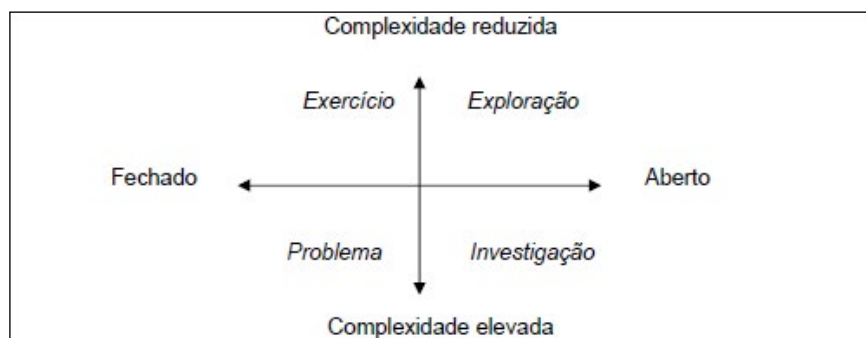 Complexidade reduzida
Exercício Exploração
Fechado Aberto
Problema Investigação
Complexidade elevada